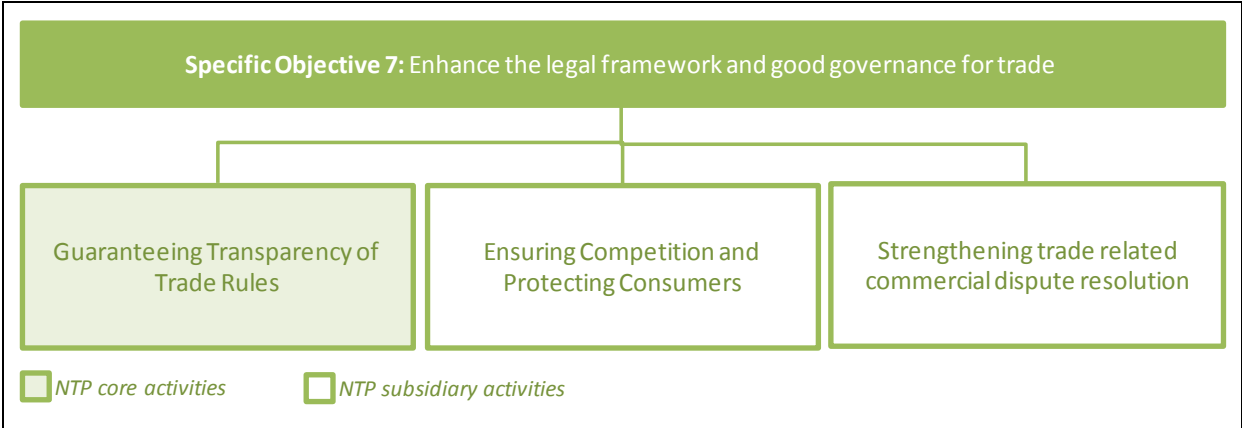 Specific Objective 7: Enhance the legal framework and good governance for trade
Guaranteeing Transparency of
Trade Rules
Ensuring Competition and
Protecting Consumers
Strengthening trade related
commercial dispute resolution
NTP core activities
NTP subsidiary activities